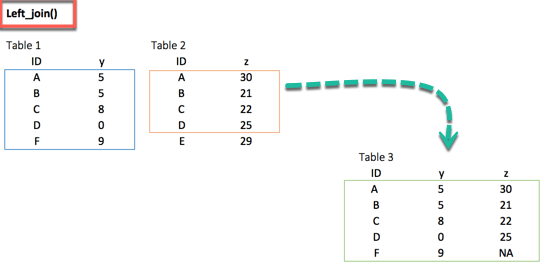 Left_join()
Table 1
ID y
A 5
B 5
C 8
D 0
F 9
Table 2
ID z
A 30
B 21
C 22
D 25
E 29
Table 3
ID y z
A 5 30
B 5 21
C 8 22
D 0 25
F 9 NA